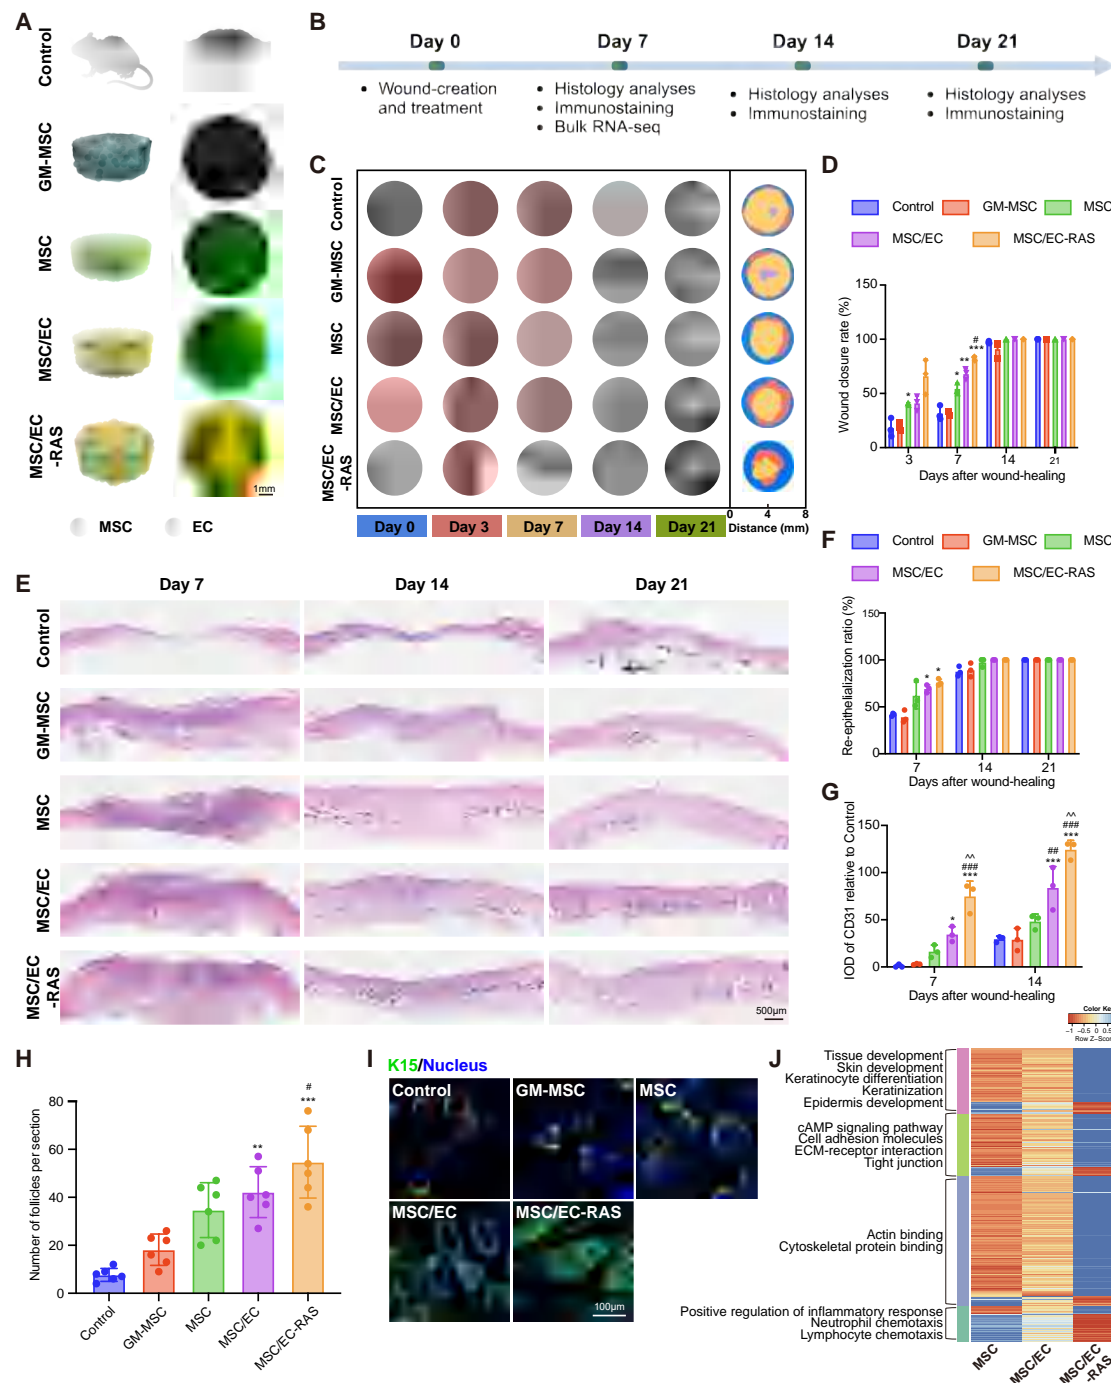 A
Control
GM-MSC
MSC
MSC/EC
MSC/EC
-RAS
1mm
MSC
EC
B
Day 0
Day 7
Day 14
Day 21
• Wound-creation
and treatment
• Histology analyses
• Immunostaining
• Bulk RNA-seq
• Histology analyses
• Immunostaining
• Histology analyses
• Immunostaining
C
Control
GM-MSC
MSC
MSC/EC
MSC/EC
-RAS
Day 0
Day 3
Day 7
Day 14
Day 21
0 4 8
Distance (mm)
D
Control
GM-MSC
MSC
MSC/EC
MSC/EC-RAS
Wound closure rate (%)
150
100
50
0
* * ** *** #
3 7 14 21
Days after wound-healing
E
Day 7
Day 14
Day 21
Control
GM-MSC
MSC
MSC/EC
MSC/EC
-RAS
500μm
F
Control
GM-MSC
MSC
MSC/EC
MSC/EC-RAS
Re-epithelialization ratio (%)
150
100
50
0
* *
7 14 21
Days after wound-healing
G
IOD of CD31 relative to Control
150
100
50
0
*
^^
###
***
##
***
^^
###
***
7 14
Days after wound-healing
H
Number of follicles per section
80
60
40
20
0
**
#
***
Control
GM-MSC
MSC
MSC/EC
MSC/EC-RAS
I
K15/Nucleus
Control
GM-MSC
MSC
MSC/EC
MSC/EC-RAS
100μm
J
Color Ke
-1 -0.5 0 0.5
Row Z-Scor
Tissue development
Skin development
Keratinocyte differentiation
Keratinization
Epidermis development
cAMP signaling pathway
Cell adhesion molecules
ECM-receptor interaction
Tight junction
Actin binding
Cytoskeletal protein binding
Positive regulation of inflammatory response
Neutrophil chemotaxis
Lymphocyte chemotaxis
MSC
MSC/EC
MSC/EC
-RAS